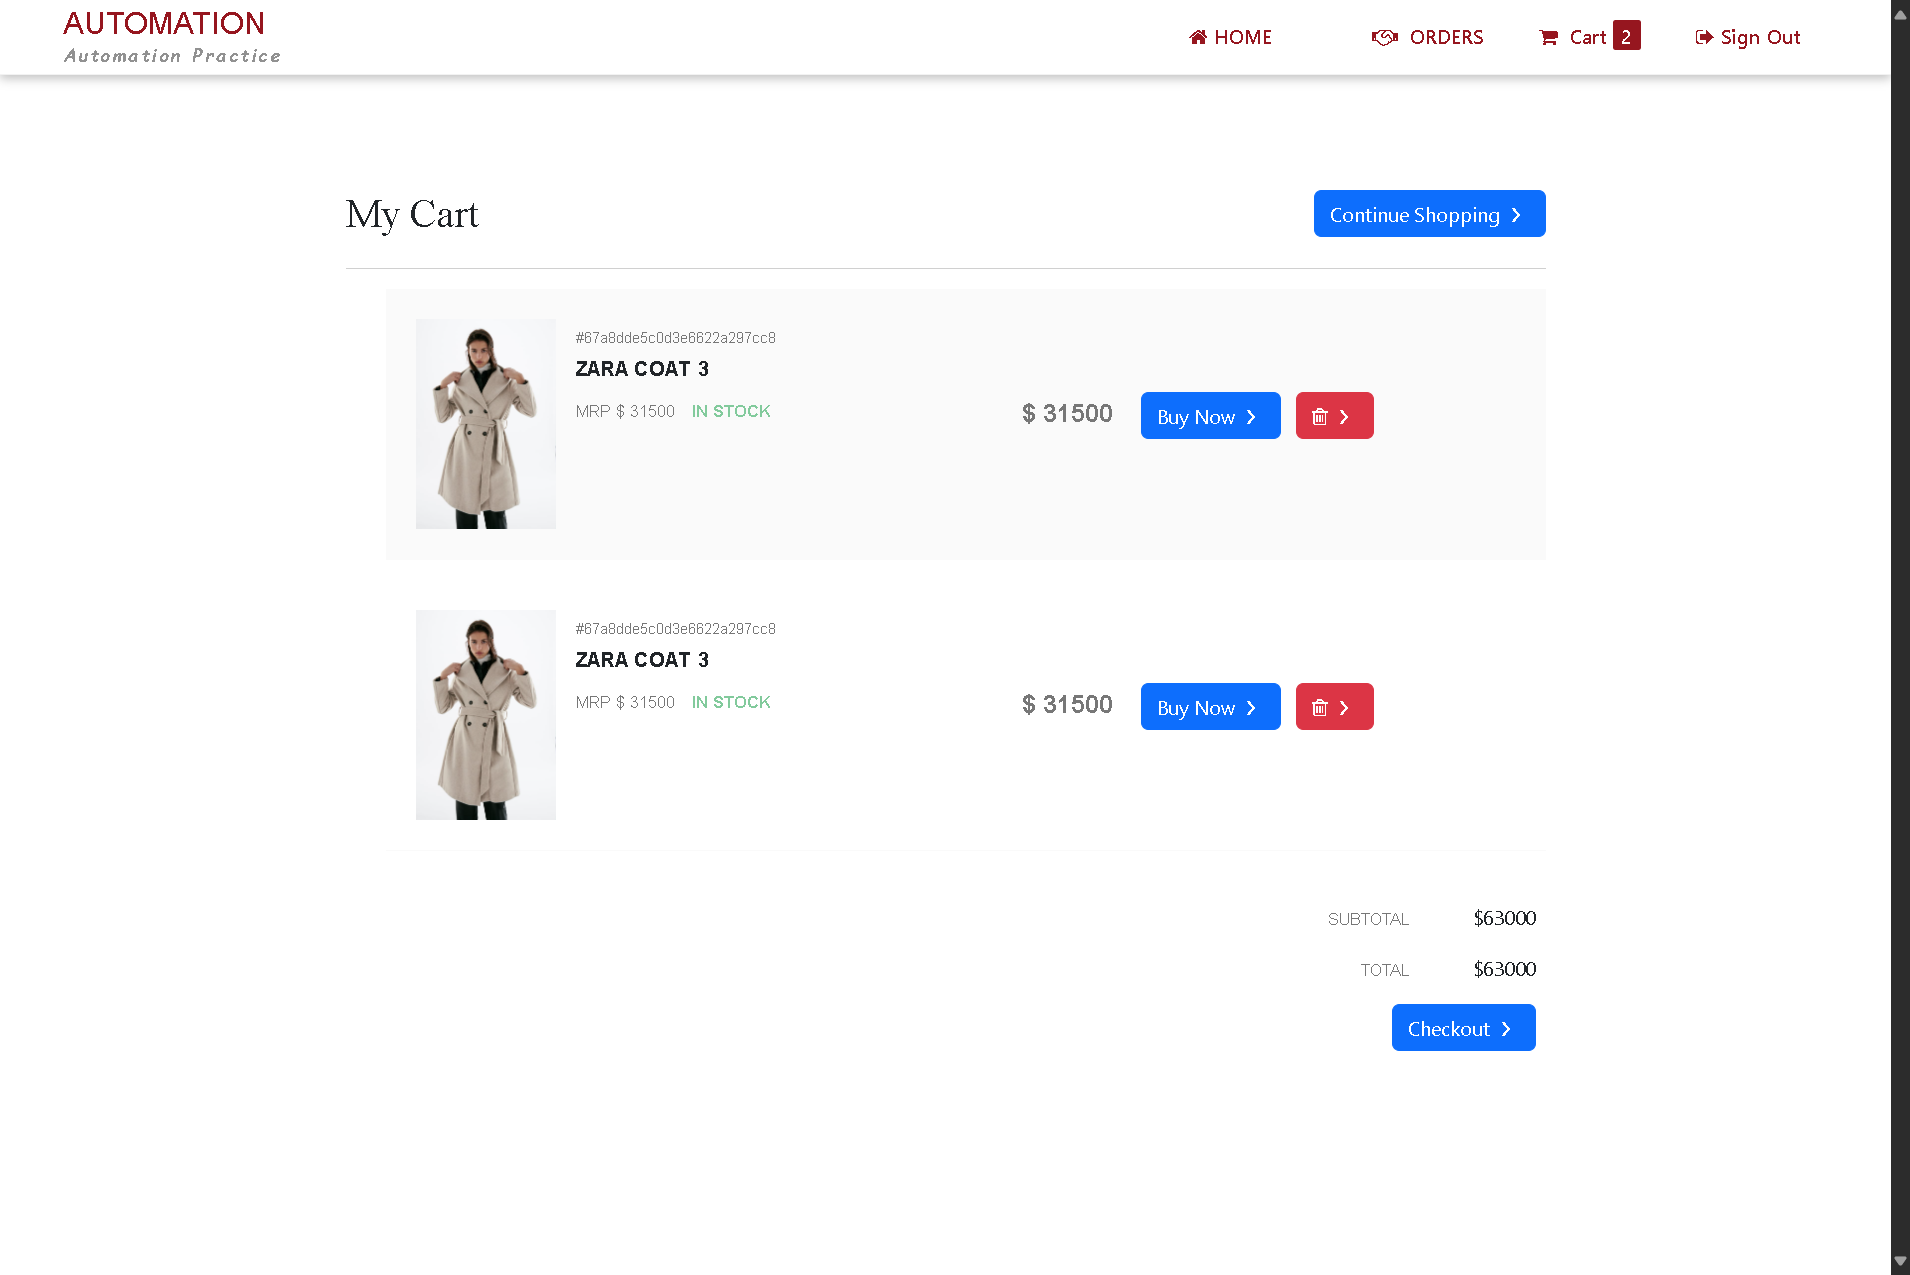 AUTOMATION
Automation Practice
HOME
ORDERS
Cart 2
Sign Out
My Cart
Continue Shopping
#67a8dde5c0d3e6622a297cc8
ZARA COAT 3
MRP $ 31500 IN STOCK
$ 31500
Buy Now
#67a8dde5c0d3e6622a297cc8
ZARA COAT 3
MRP $ 31500 IN STOCK
$ 31500
Buy Now
SUBTOTAL $63000
TOTAL $63000
Checkout